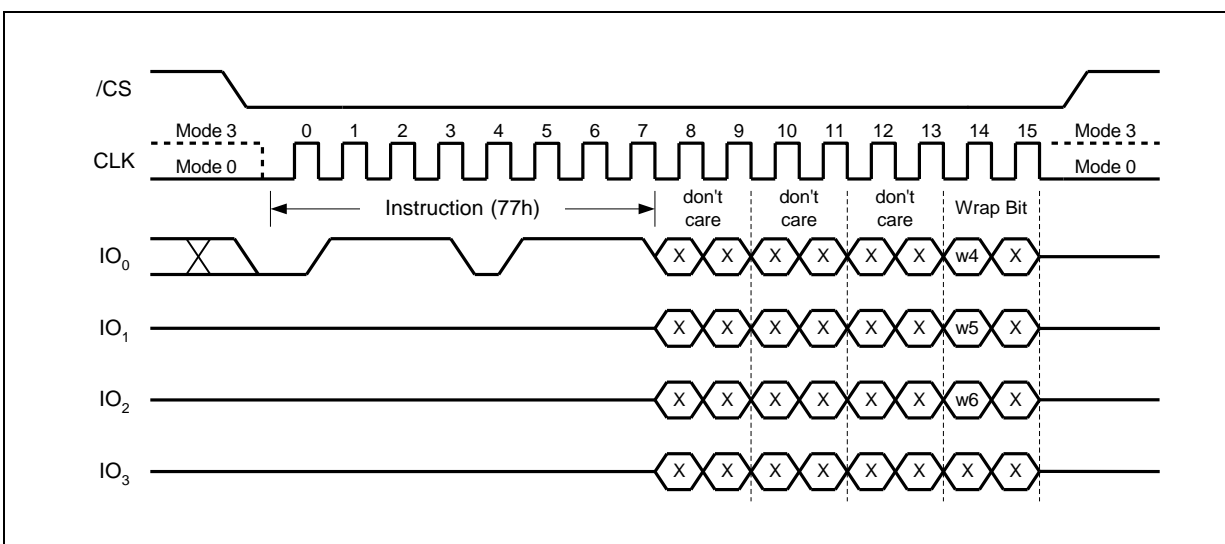 /CS
Mode 3 0 1 2 3 4 5 6 7 8 9 10 11 12 13 14 15 Mode 3
CLK
Mode 0 Mode 0
Instruction (77h)
don't care
don't care
don't care
Wrap Bit
IO0 X X X X X X w4 X
IO1 X X X X X X w5 X
IO2 X X X X X X w6 X
IO3 X X X X X X X X